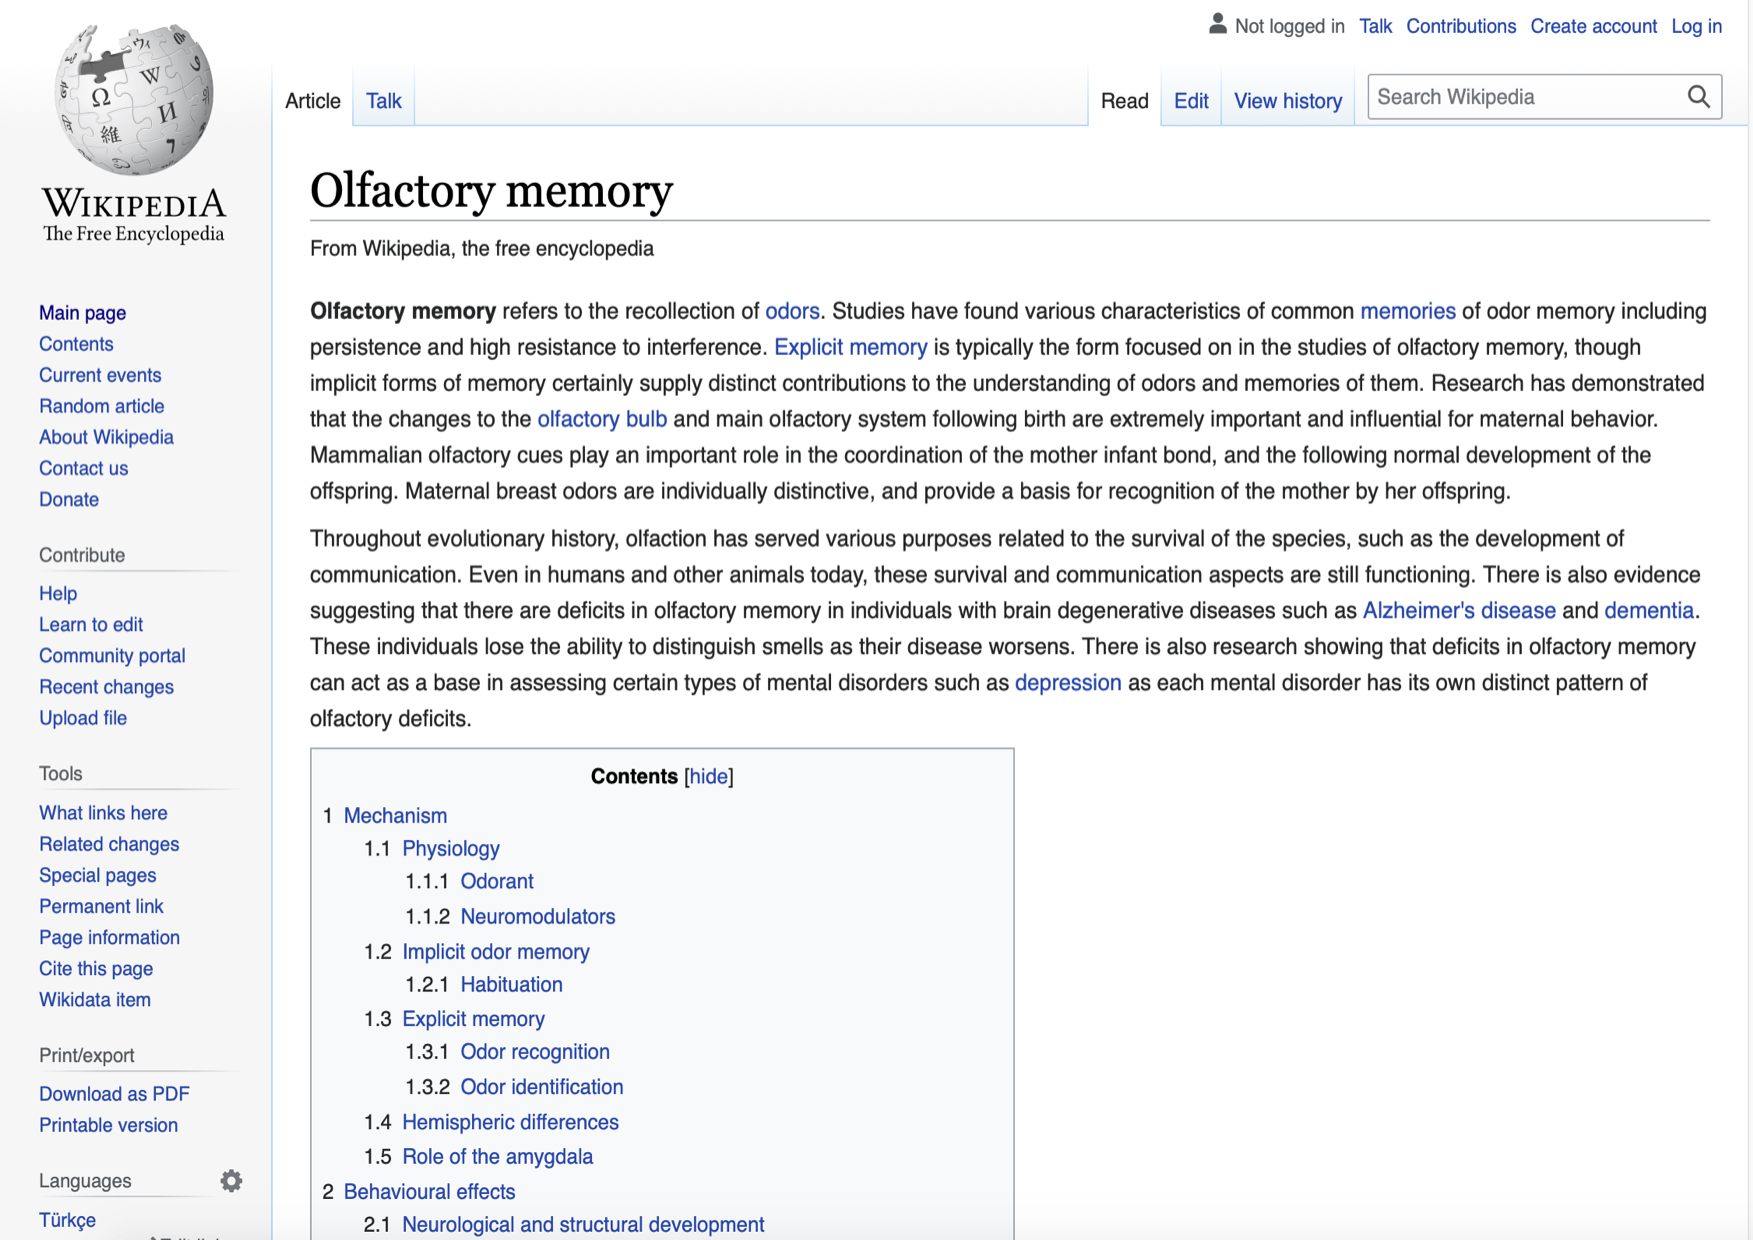 Not logged in Talk Contributions Create account Log in
Article Talk Read Edit View history Search Wikipedia
WIKIPEDIA
The Free Encyclopedia
Main page
Contents
Current events
Random article
About Wikipedia
Contact us
Donate
Contribute
Help
Learn to edit
Community portal
Recent changes
Upload file
Tools
What links here
Related changes
Special pages
Permanent link
Page information
Cite this page
Wikidata item
Print/export
Download as PDF
Printable version
Languages
Türkçe
Olfactory memory
From Wikipedia, the free encyclopedia
Olfactory memory refers to the recollection of odors. Studies have found various characteristics of common memories of odor memory including
persistence and high resistance to interference. Explicit memory is typically the form focused on in the studies of olfactory memory, though
implicit forms of memory certainly supply distinct contributions to the understanding of odors and memories of them. Research has demonstrated
that the changes to the olfactory bulb and main olfactory system following birth are extremely important and influential for maternal behavior.
Mammalian olfactory cues play an important role in the coordination of the mother infant bond, and the following normal development of the
offspring. Maternal breast odors are individually distinctive, and provide a basis for recognition of the mother by her offspring.
Throughout evolutionary history, olfaction has served various purposes related to the survival of the species, such as the development of
communication. Even in humans and other animals today, these survival and communication aspects are still functioning. There is also evidence
suggesting that there are deficits in olfactory memory in individuals with brain degenerative diseases such as Alzheimer's disease and dementia.
These individuals lose the ability to distinguish smells as their disease worsens. There is also research showing that deficits in olfactory memory
can act as a base in assessing certain types of mental disorders such as depression as each mental disorder has its own distinct pattern of
olfactory deficits.
Contents [hide]
1 Mechanism
1.1 Physiology
1.1.1 Odorant
1.1.2 Neuromodulators
1.2 Implicit odor memory
1.2.1 Habituation
1.3 Explicit memory
1.3.1 Odor recognition
1.3.2 Odor identification
1.4 Hemispheric differences
1.5 Role of the amygdala
2 Behavioural effects
2.1 Neurological and structural development